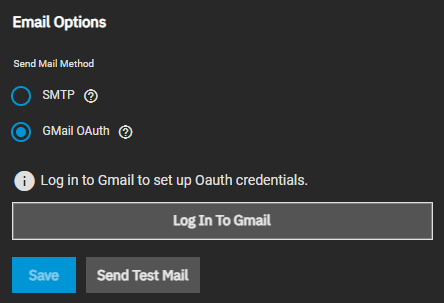 Email Options
Send Mail Method
SMTP ?
GMail OAuth ?
i Log in to Gmail to set up Oauth credentials.
Log In To Gmail
Save Send Test Mail